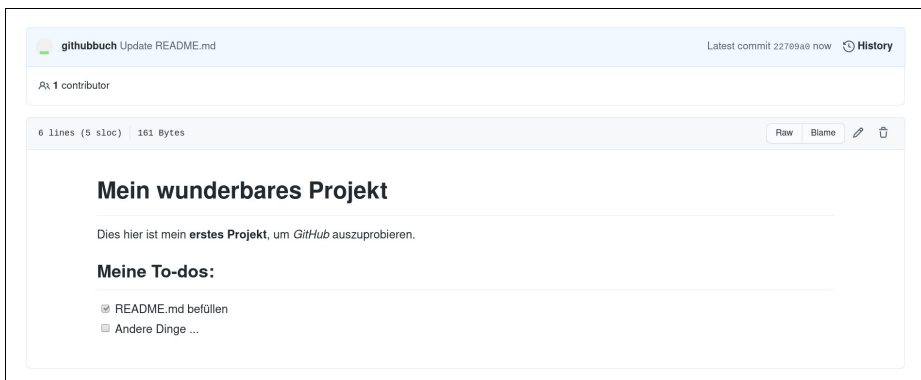 githubbuch Update README.md
Latest commit 22709a0 now History
1 contributor
6 lines (5 sloc) 161 Bytes
Raw Blame
Mein wunderbares Projekt
Dies hier ist mein erstes Projekt, um GitHub auszuprobieren.
Meine To-dos:
README.md befüllen
Andere Dinge ...